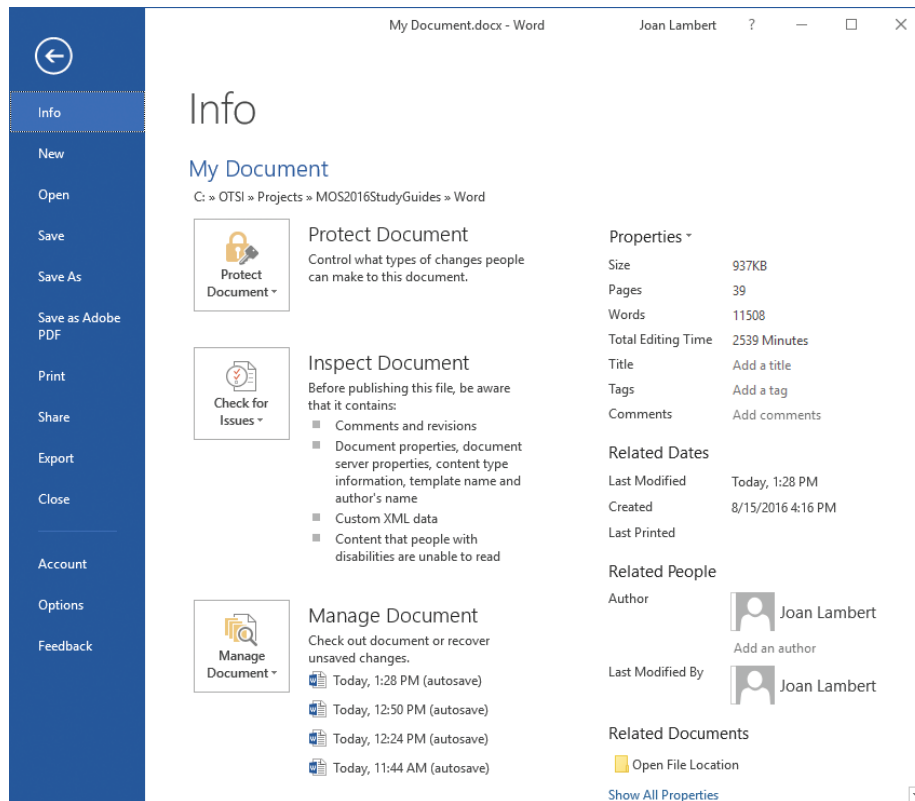 My Document.docx - Word
Joan Lambert
?
Info
New
Open
Save
Save As
Save as Adobe
PDF
Print
Share
Export
Close
Account
Options
Feedback
Info
My Document
C: » OTSI » Projects » MOS2016StudyGuides » Word
Protect
Document
Protect Document
Control what types of changes people
can make to this document.
Check for
Issues
Inspect Document
Before publishing this file, be aware
that it contains:
Comments and revisions
Document properties, document
server properties, content type
information, template name and
author's name
Custom XML data
Content that people with
disabilities are unable to read
Manage
Document
Manage Document
Check out document or recover
unsaved changes.
Today, 1:28 PM (autosave)
Today, 12:50 PM (autosave)
Today, 12:24 PM (autosave)
Today, 11:44 AM (autosave)
Properties
Size 937KB
Pages 39
Words 11508
Total Editing Time 2539 Minutes
Title Add a title
Tags Add a tag
Comments Add comments
Related Dates
Last Modified Today, 1:28 PM
Created 8/15/2016 4:16 PM
Last Printed
Related People
Author Joan Lambert
Add an author
Last Modified By Joan Lambert
Related Documents
Open File Location
Show All Properties